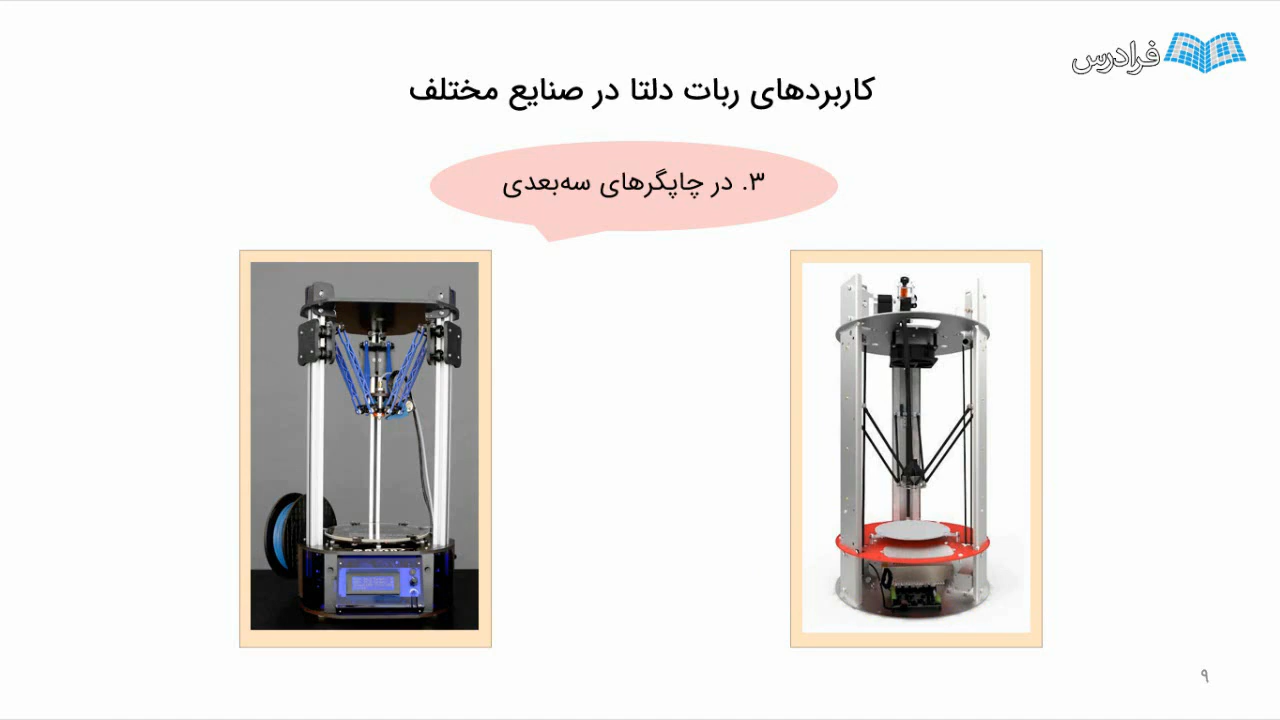 فرادرس
کاربردهای ربات دلتا در صنایع مختلف
۳. در چاپگرهای سه‌بعدی
۹